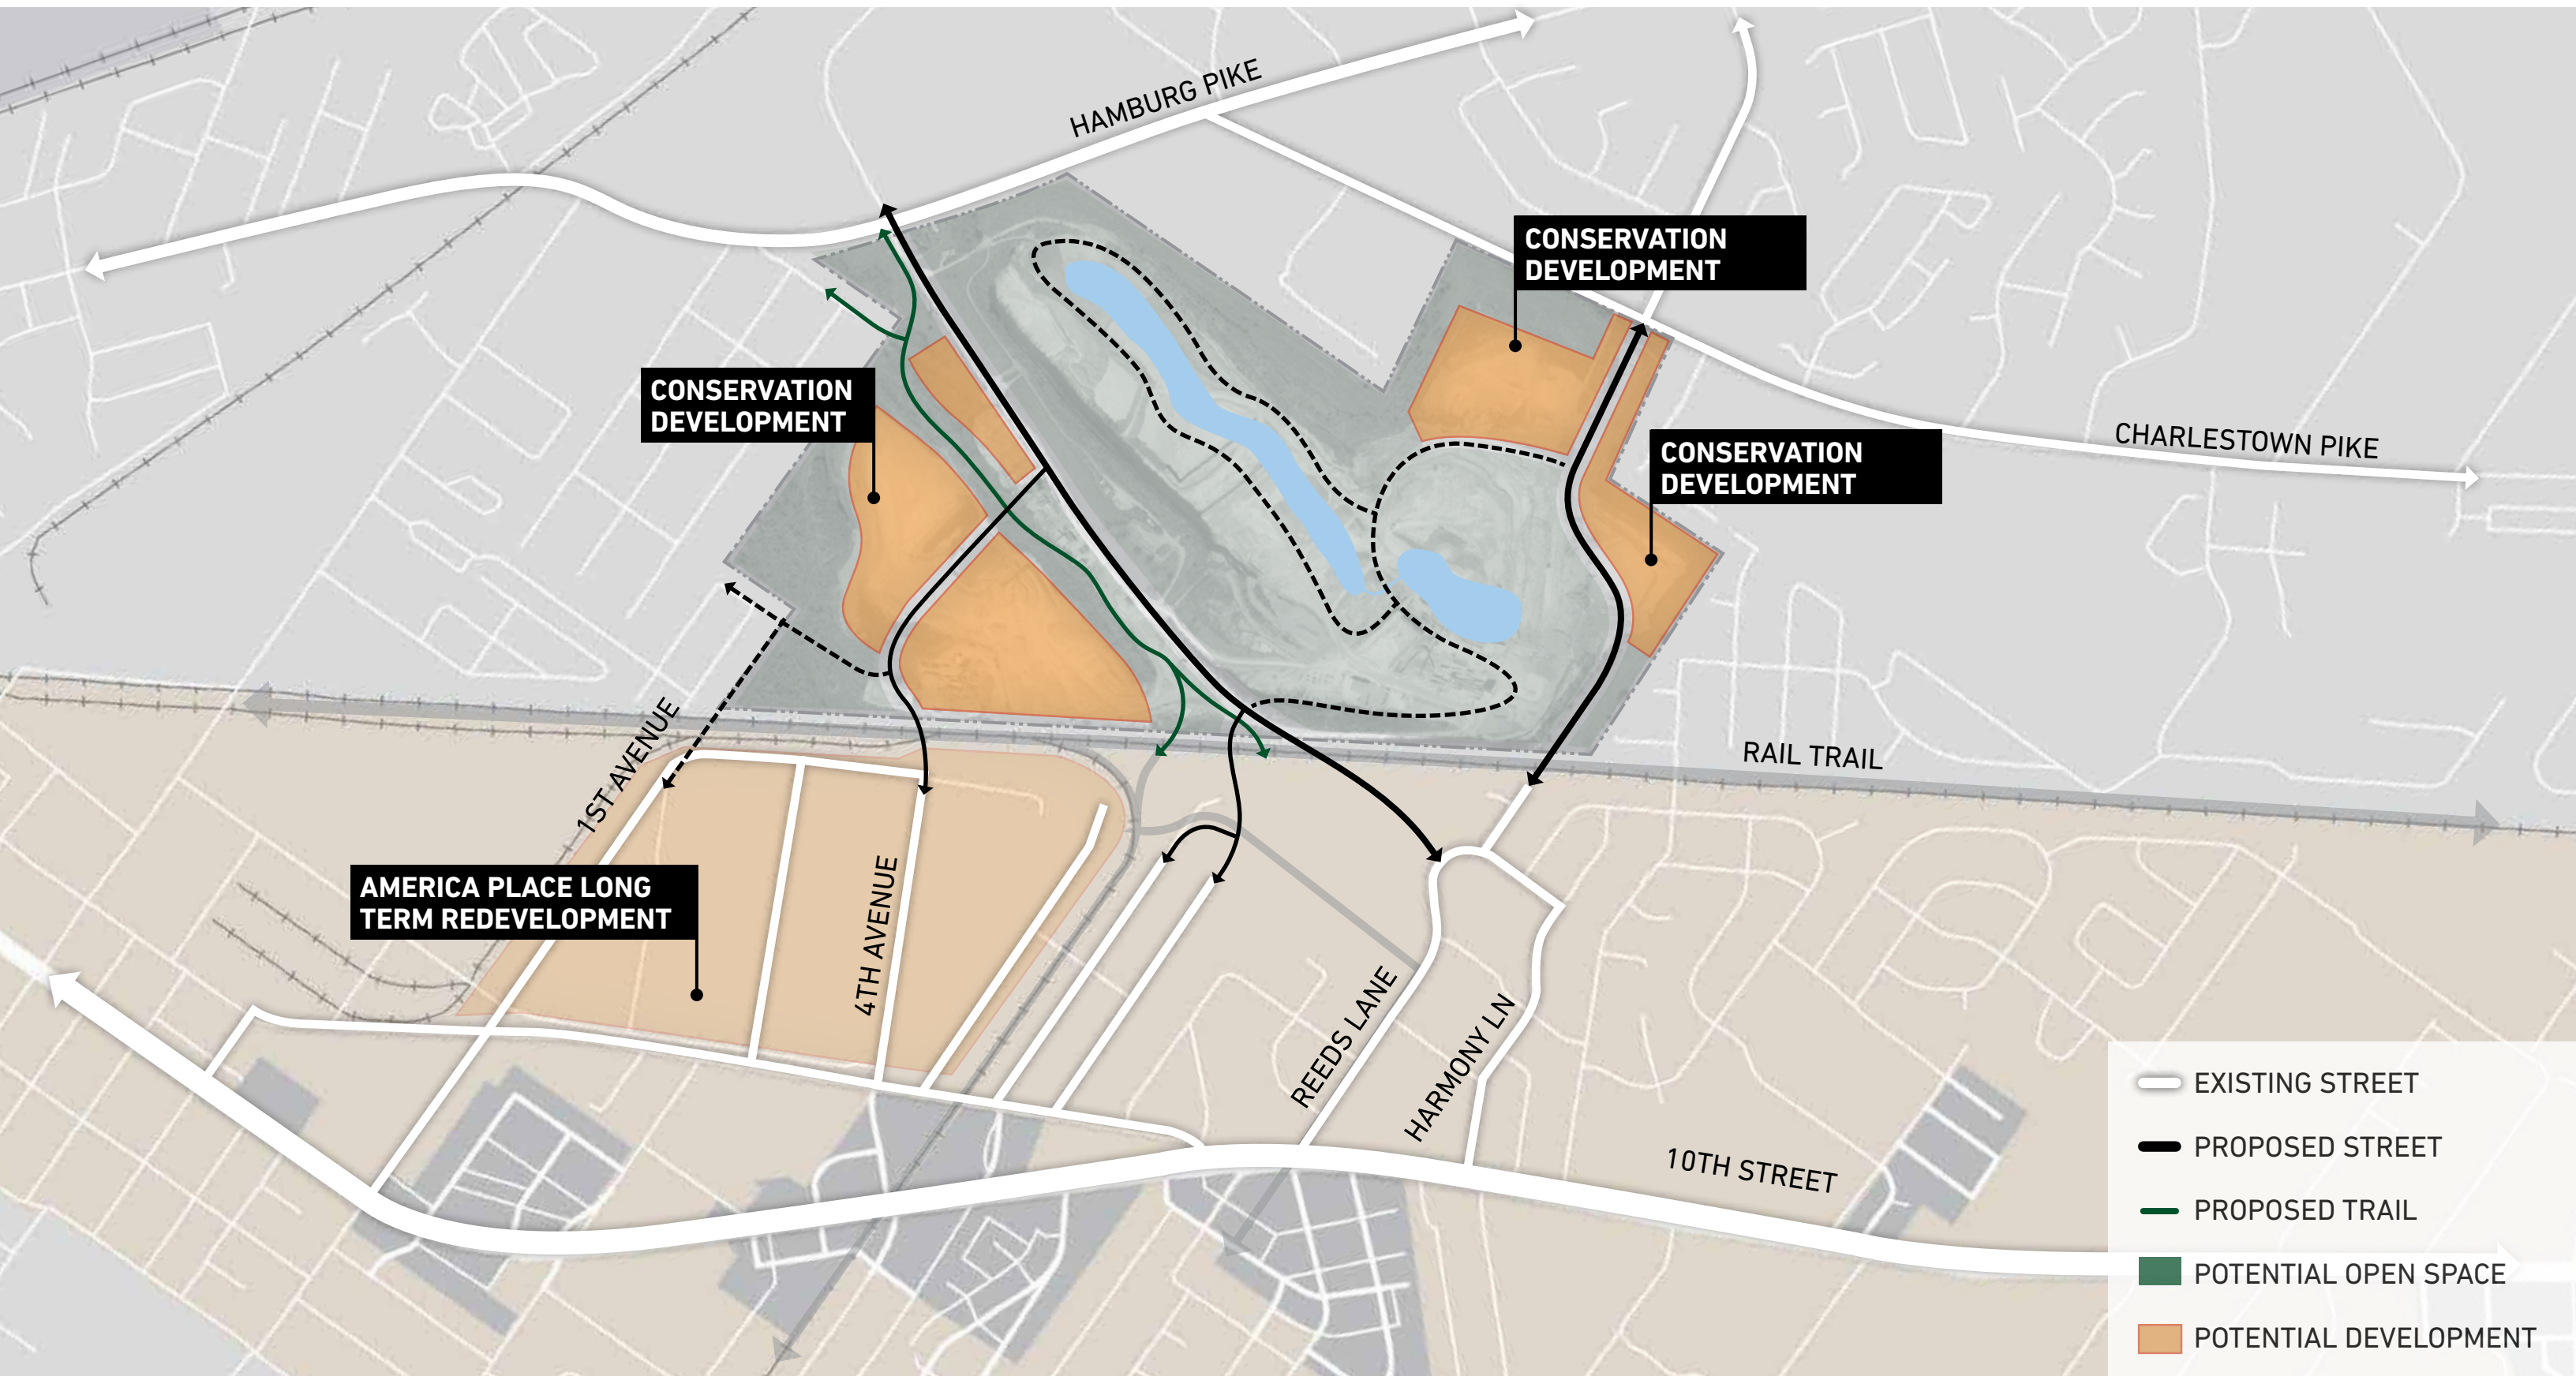 HAMBURG PIKE
CONSERVATION
DEVELOPMENT
CONSERVATION
DEVELOPMENT
CHARLESTOWN PIKE
CONSERVATION
DEVELOPMENT
1ST AVENUE
RAIL TRAIL
AMERICA PLACE LONG
TERM REDEVELOPMENT
4TH AVENUE
REEDS LANE
HARMONY LN
10TH STREET
EXISTING STREET
PROPOSED STREET
PROPOSED TRAIL
POTENTIAL OPEN SPACE
POTENTIAL DEVELOPMENT